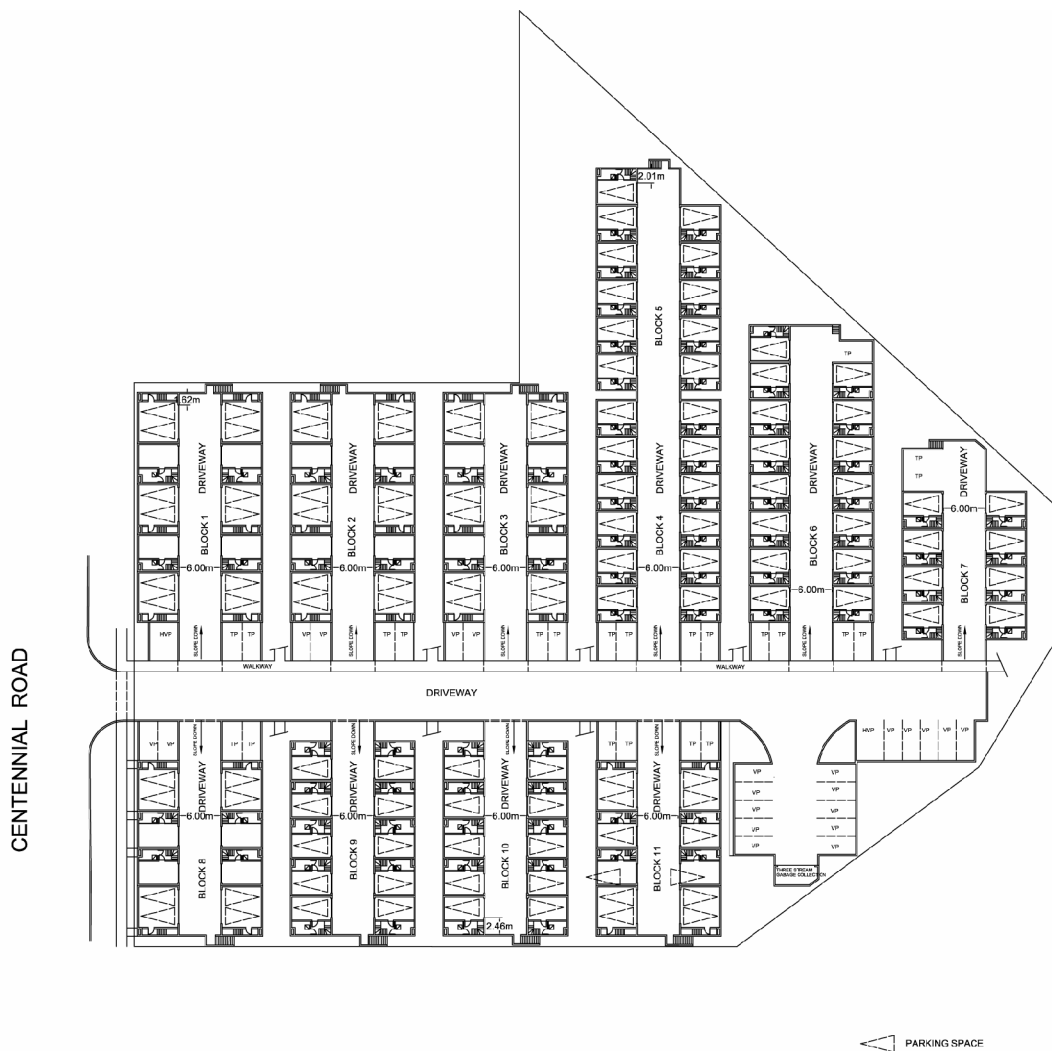 2.01m
BLOCK 5
TP
1.62m
DRIVEWAY
DRIVEWAY
DRIVEWAY
DRIVEWAY
DRIVEWAY
TP
DRIVEWAY
TP
6.00m
BLOCK 1
BLOCK 2
BLOCK 3
BLOCK 4
BLOCK 6
BLOCK 7
6.00m
6.00m
6.00m
6.00m
6.00m
HVP
SLOPE DOWN
TP TP
VP VP
SLOPE DOWN
TP TP
VP VP
SLOPE DOWN
TP TP
TP TP
SLOPE DOWN
TP TP
TP TP
SLOPE DOWN
TP TP
SLOPE DOWN
WALKWAY
WALKWAY
DRIVEWAY
CENTENNIAL ROAD
VP VP
SLOPE DOWN
TP TP
SLOPE DOWN
SLOPE DOWN
TP TP
SLOPE DOWN
TP TP
HVP VP VP VP VP VP
DRIVEWAY
DRIVEWAY
DRIVEWAY
DRIVEWAY
VP VP
VP VP
VP VP
VP VP
VP VP
6.00m
6.00m
6.00m
6.00m
BLOCK 8
BLOCK 9
BLOCK 10
BLOCK 11
THREE STREAM
GABAGE COLLECTION
2.46m
PARKING SPACE